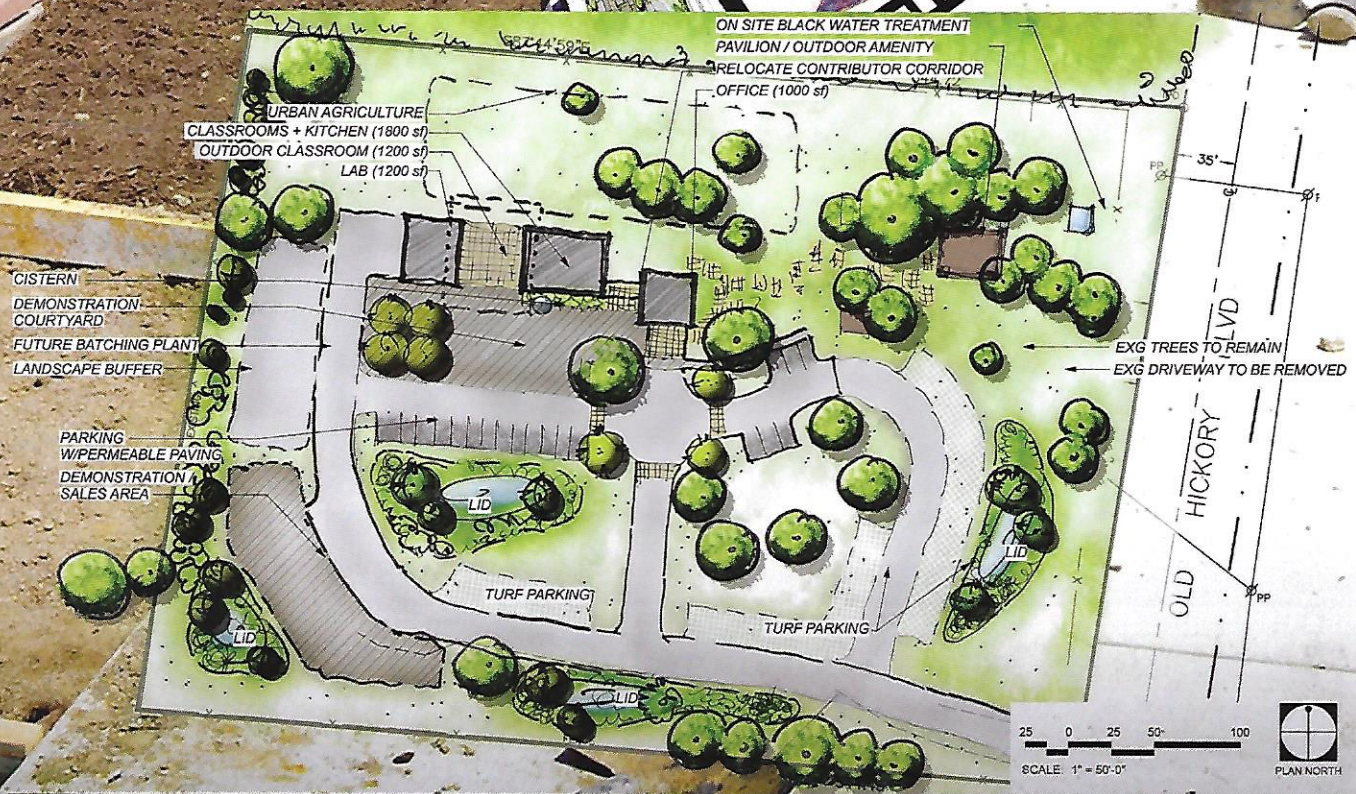 ON SITE BLACK WATER TREATMENT
PAVILION / OUTDOOR AMENITY
RELOCATE CONTRIBUTOR CORRIDOR
OFFICE (1000 sf)
URBAN AGRICULTURE
CLASSROOMS + KITCHEN (1800 sf)
OUTDOOR CLASSROOM (1200 sf)
LAB (1200 sf)
35'
PP
CISTERN
DEMONSTRATION
COURTYARD
FUTURE BATCHING PLANT
LANDSCAPE BUFFER
EXG TREES TO REMAIN
EXG DRIVEWAY TO BE REMOVED
PARKING
W/PERMEABLE PAVING
DEMONSTRATION /
SALES AREA
LID
LID
LID
LID
TURF PARKING
TURF PARKING
OLD HICKORY BLVD
PP
25 0 25 50' 100
SCALE: 1" = 50'-0"
PLAN NORTH